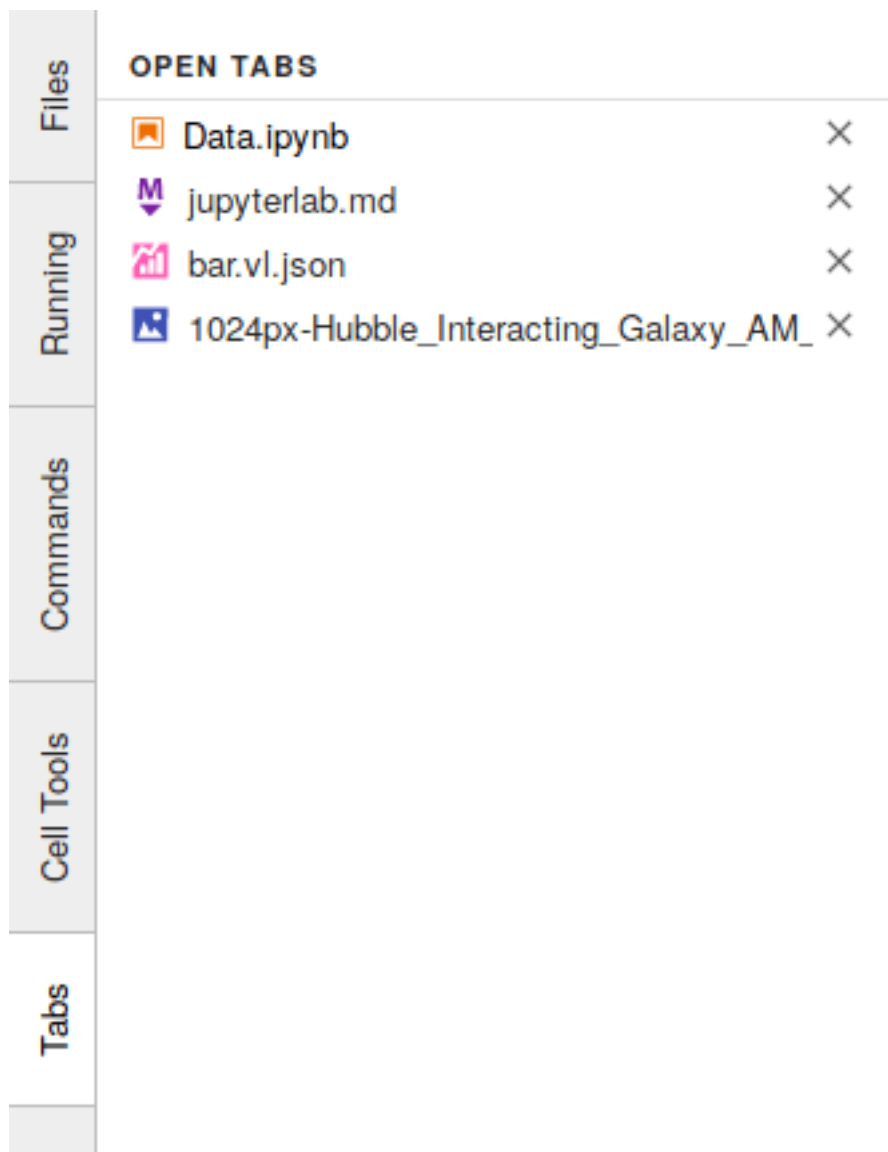 Files
Running
Commands
Cell Tools
Tabs
OPEN TABS
Data.ipynb
M jupyterlab.md
bar.vl.json
1024px-Hubble_Interacting_Galaxy_AM_